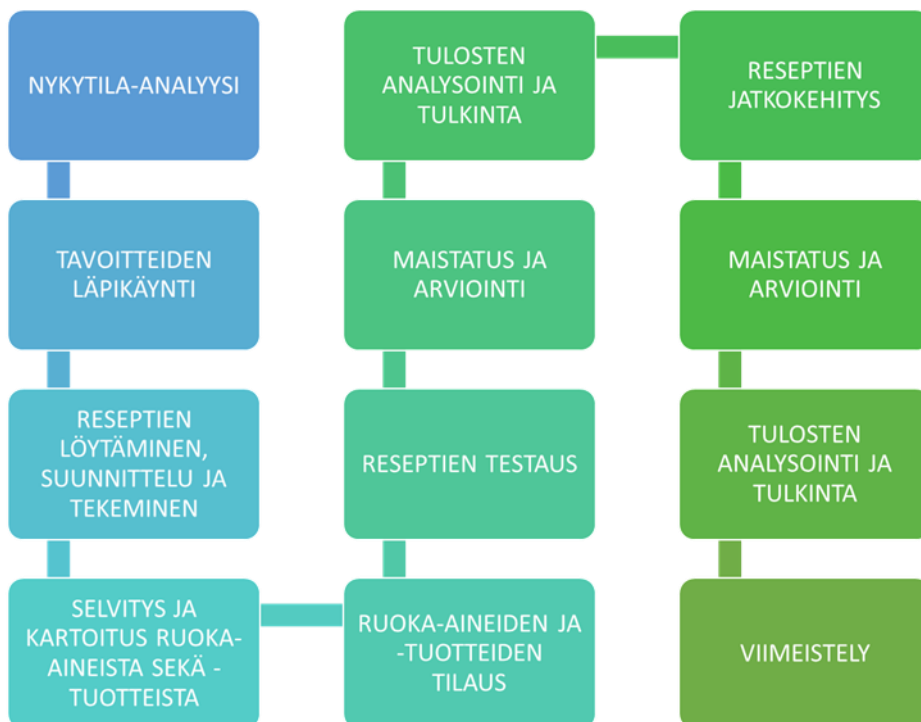 NYKYTILA-ANALYYSI
TAVOITTEIDEN
LÄPIKÄYNTI
RESEPTIEN
LÖYTÄMINEN,
SUUNNITTELU JA
TEKEMINEN
SELVITYS JA
KARTOITUS RUOKA-
AINEISTA SEKÄ -
TUOTTEISTA
RUOKA-AINEIDEN JA
-TUOTTEIDEN
TILAUS
RESEPTIEN TESTAUS
MAISTATUS JA
ARVIOINTI
TULOSTEN
ANALYSOINTI JA
TULKINTA
RESEPTIEN
JATKOKEHITYS
MAISTATUS JA
ARVIOINTI
TULOSTEN
ANALYSOINTI JA
TULKINTA
VIIMEISTELY